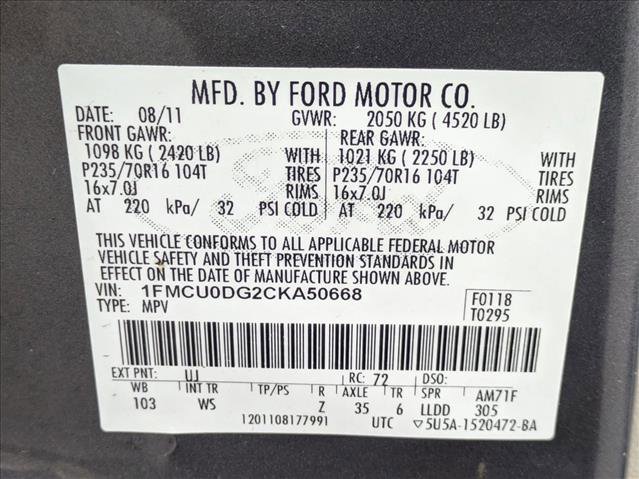 MFD. BY FORD MOTOR CO.
DATE: 08/11 GVWR: 2050 KG ( 4520 LB)
FRONT GAWR: REAR GAWR:
1098 KG ( 2420 LB) WITH 1021 KG ( 2250 LB) WITH
P235/70R16 104T TIRES P235/70R16 104T TIRES
16x7.0J RIMS 16x7.0J RIMS
AT 220 kPa/ 32 PSI COLD AT 220 kPa/ 32 PSI COLD
THIS VEHICLE CONFORMS TO ALL APPLICABLE FEDERAL MOTOR
VEHICLE SAFETY AND THEFT PREVENTION STANDARDS IN
EFFECT ON THE DATE OF MANUFACTURE SHOWN ABOVE.
VIN: 1FMCU0DG2CKA50668 F0118
TYPE: MPV T0295
EXT PNT: UJ RC: 72 DSO:
WB INT TR TP/PS R AXLE TR SPR AM71F
103 WS Z 35 6 LLDD 305
1201108177991 UTC ▽5U5A-1520472-BA